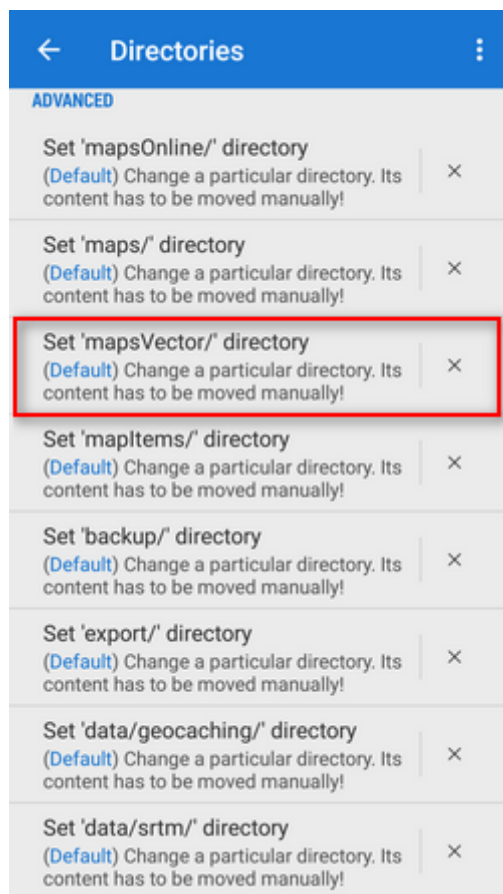 Directories
ADVANCED
Set 'mapsOnline/' directory
(Default) Change a particular directory. Its
content has to be moved manually!
Set 'maps/' directory
(Default) Change a particular directory. Its
content has to be moved manually!
Set 'mapsVector/' directory
(Default) Change a particular directory. Its
content has to be moved manually!
Set 'mapItems/' directory
(Default) Change a particular directory. Its
content has to be moved manually!
Set 'backup/' directory
(Default) Change a particular directory. Its
content has to be moved manually!
Set 'export/' directory
(Default) Change a particular directory. Its
content has to be moved manually!
Set 'data/geocaching/' directory
(Default) Change a particular directory. Its
content has to be moved manually!
Set 'data/srtm/' directory
(Default) Change a particular directory. Its
content has to be moved manually!